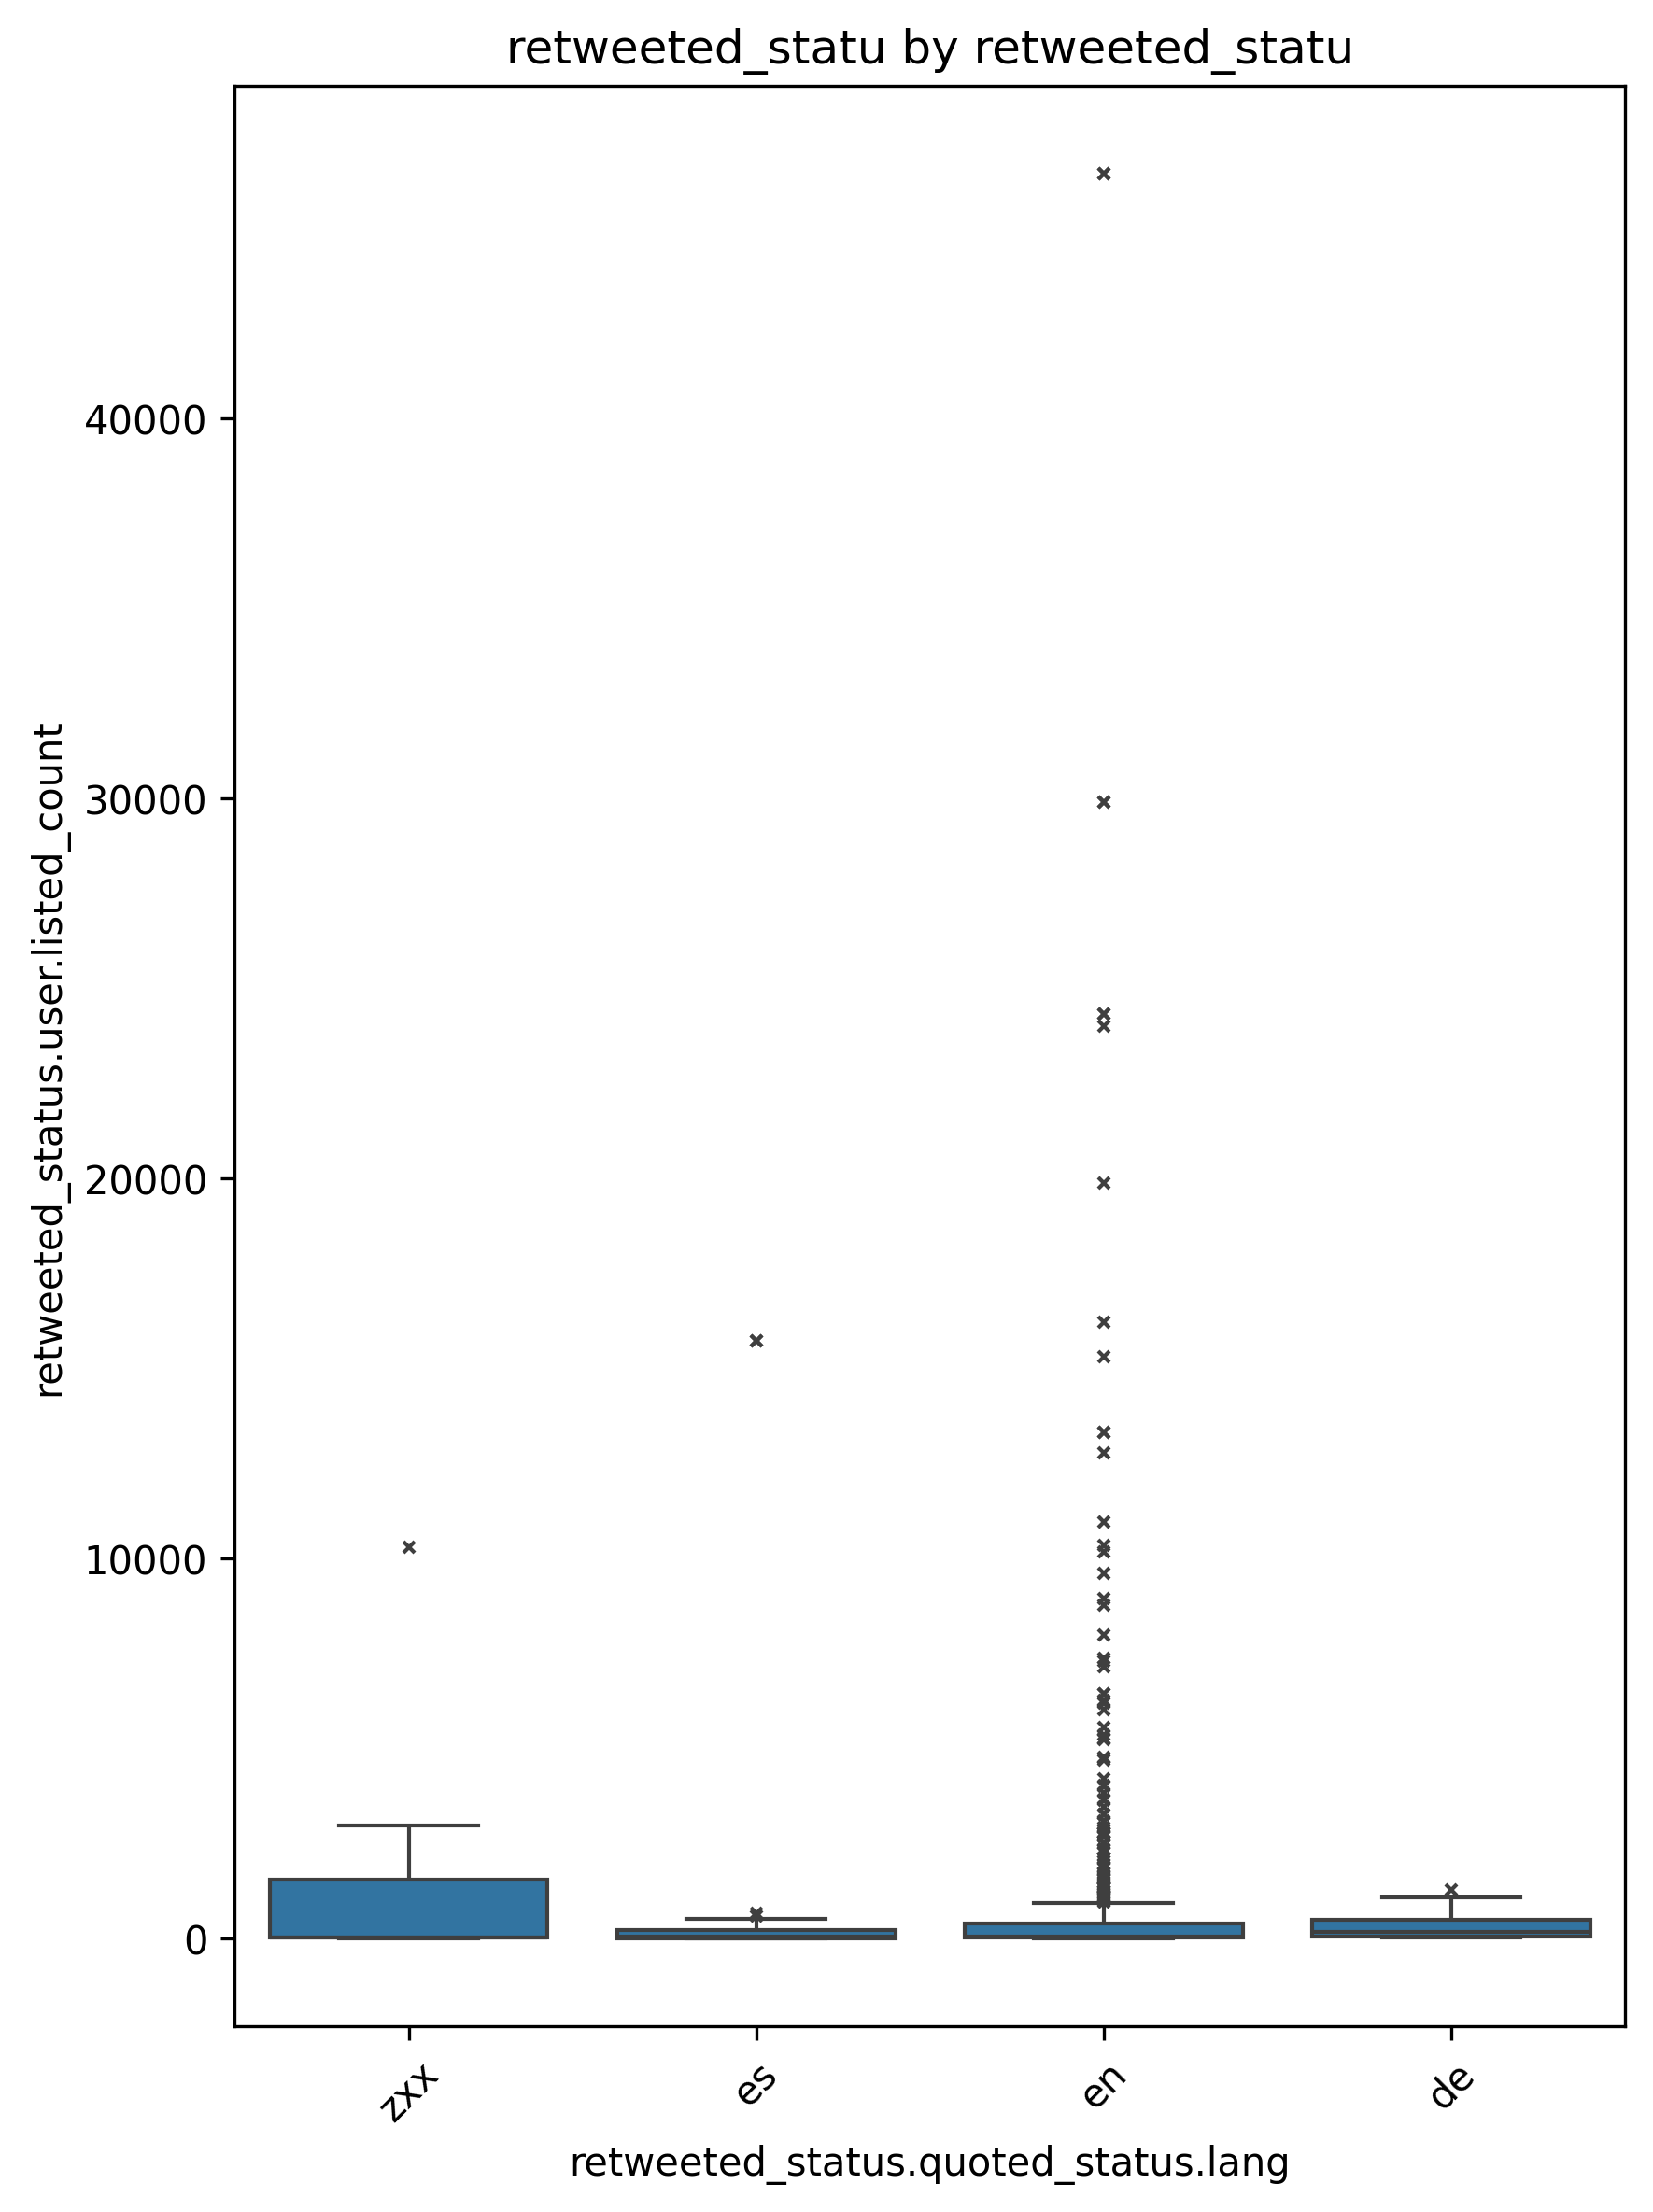 retweeted_statu by retweeted_statu
retweeted_status.user.listed_count
40000
30000
20000
10000
0
zxx
es
en
de
retweeted_status.quoted_status.lang